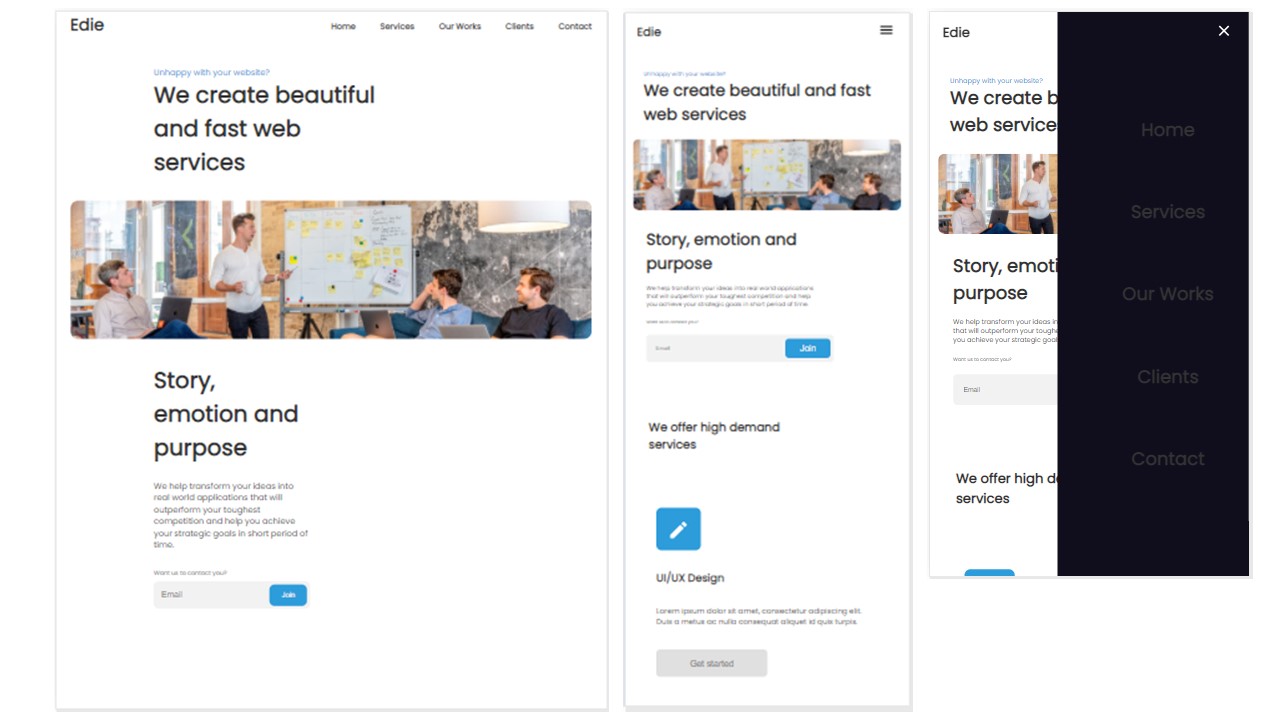 Edie
Home
Services
Our Works
Clients
Contact
Unhappy with your website?
We create beautiful
and fast web
services
Story,
emotion and
purpose
We help transform your ideas into
real world applications that will
outperform your toughest
competition and help you achieve
your strategic goals in short period of
time.
Want us to contact you?
Email
Join
Edie
Unhappy with your website?
We create beautiful and fast
web services
Story, emotion and
purpose
We help transform your ideas into real world applications
that will outperform your toughest competition and help
you achieve your strategic goals in short period of time.
Want us to contact you?
Email
Join
We offer high demand
services
UI/UX Design
Lorem ipsum dolor sit amet, consectetur adipiscing elit.
Duis a metus ac nulla consequat aliquet id quis turpis.
Get started
Edie
Unhappy with your website?
We create b
web service
Story, emoti
purpose
We help transform your ideas in
that will outperform your toughe
you achieve your strategic goal
Want us to contact you?
Email
We offer high de
services
Home
Services
Our Works
Clients
Contact